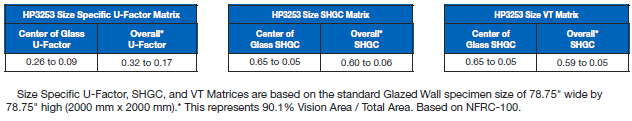 HP3253 Size Specific U-Factor Matrix
Center of Glass U-Factor
Overall* U-Factor
0.26 to 0.09
0.32 to 0.17
HP3253 Size SHGC Matrix
Center of Glass SHGC
Overall* SHGC
0.65 to 0.05
0.60 to 0.06
HP3253 Size VT Matrix
Center of Glass SHGC
Overall* SHGC
0.65 to 0.05
0.59 to 0.05
Size Specific U-Factor, SHGC, and VT Matrices are based on the standard Glazed Wall specimen size of 78.75" wide by
78.75" high (2000 mm x 2000 mm).* This represents 90.1% Vision Area / Total Area. Based on NFRC-100.